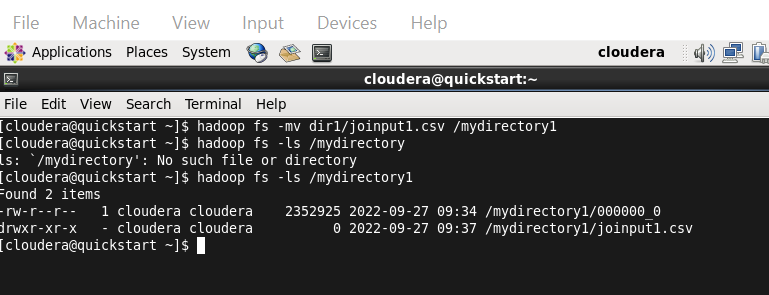 File Machine View Input Devices Help
Applications Places System cloudera
cloudera@quickstart:~
File Edit View Search Terminal Help
[cloudera@quickstart ~]$ hadoop fs -mv dir1/joinput1.csv /mydirectory1
[cloudera@quickstart ~]$ hadoop fs -ls /mydirectory
ls: `/mydirectory': No such file or directory
[cloudera@quickstart ~]$ hadoop fs -ls /mydirectory1
Found 2 items
-rw-r--r-- 1 cloudera cloudera 2352925 2022-09-27 09:34 /mydirectory1/000000_0
drwxr-xr-x - cloudera cloudera 0 2022-09-27 09:37 /mydirectory1/joinput1.csv
[cloudera@quickstart ~]$